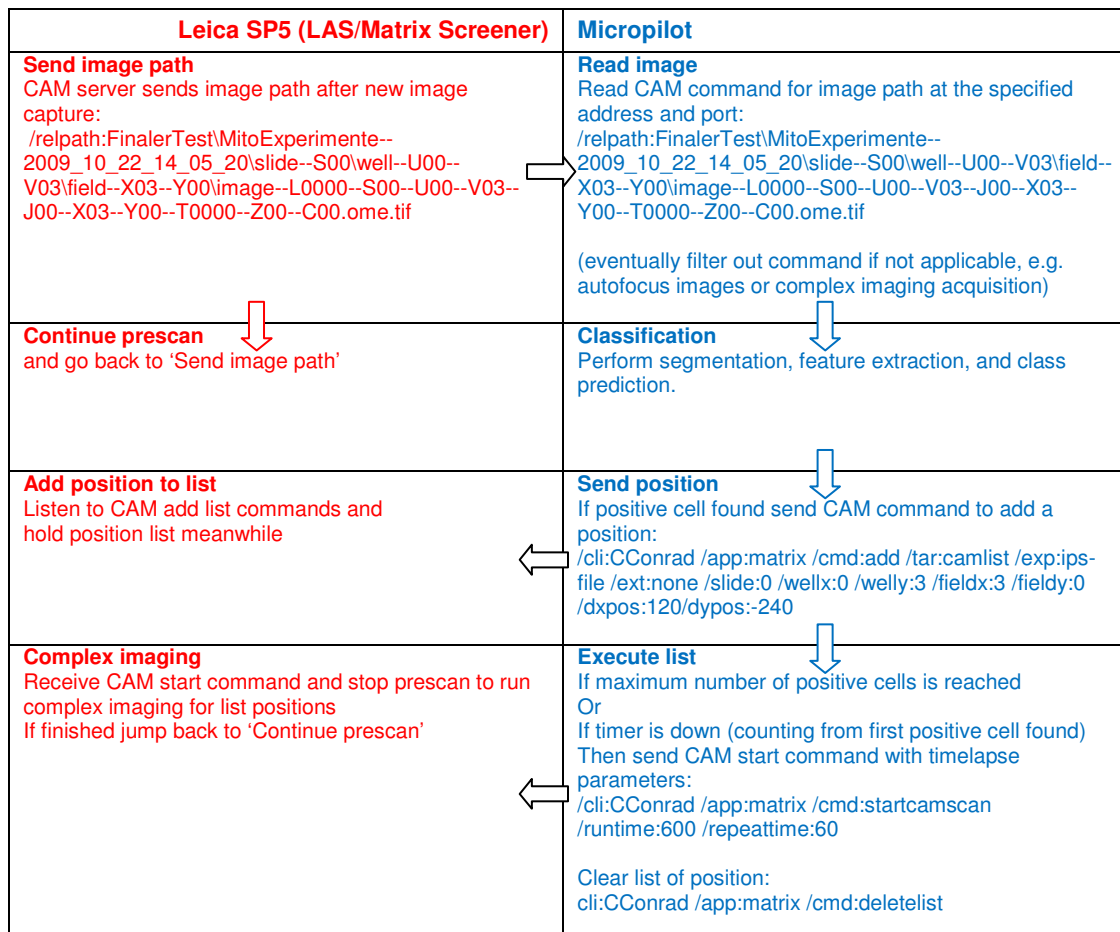 Leica SP5 (LAS/Matrix Screener)
Micropilot
Send image path
CAM server sends image path after new image
capture:
/relpath:FinalerTest\MitoExperimente--
2009_10_22_14_05_20\slide--S00\well--U00--
V03\field--X03--Y00\image--L0000--S00--U00--V03--
J00--X03--Y00--T0000--Z00--C00.ome.tif
Read image
Read CAM command for image path at the specified
address and port:
/relpath:FinalerTest\MitoExperimente--
2009_10_22_14_05_20\slide--S00\well--U00--V03\field--
X03--Y00\image--L0000--S00--U00--V03--J00--X03--
Y00--T0000--Z00--C00.ome.tif
(eventually filter out command if not applicable, e.g.
autofocus images or complex imaging acquisition)
Continue prescan
and go back to ‘Send image path’
Classification
Perform segmentation, feature extraction, and class
prediction.
Add position to list
Listen to CAM add list commands and
hold position list meanwhile
Send position
If positive cell found send CAM command to add a
position:
/cli:CConrad /app:matrix /cmd:add /tar:camlist /exp:ips-
file /ext:none /slide:0 /wellx:0 /welly:3 /fieldx:3 /fieldy:0
/dxpos:120/dypos:-240
Complex imaging
Receive CAM start command and stop prescan to run
complex imaging for list positions
If finished jump back to ‘Continue prescan’
Execute list
If maximum number of positive cells is reached
Or
If timer is down (counting from first positive cell found)
Then send CAM start command with timelapse
parameters:
/cli:CConrad /app:matrix /cmd:startcamscan
/runtime:600 /repeattime:60
Clear list of position:
cli:CConrad /app:matrix /cmd:deletelist